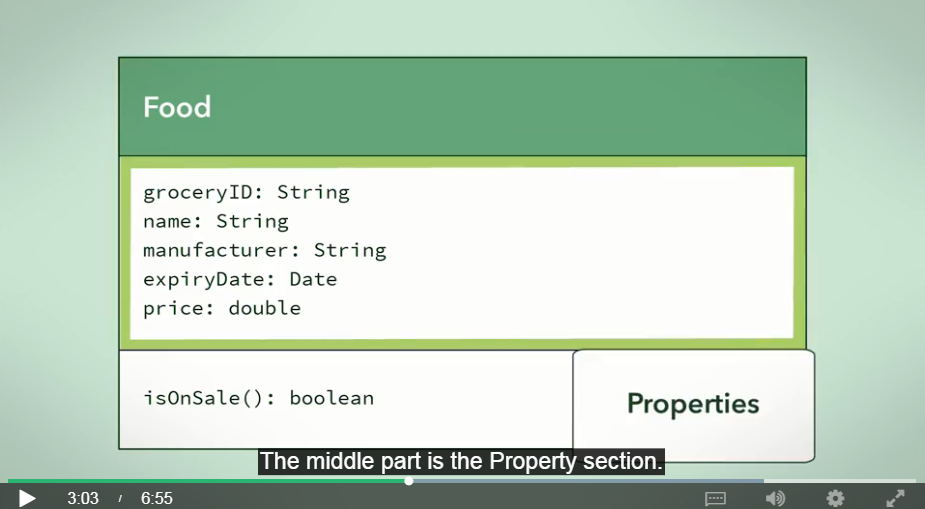 Food
groceryID: String
name: String
manufacturer: String
expiryDate: Date
price: double
isOnSale(): boolean
Properties
The middle part is the Property section.
3:03 / 6:55